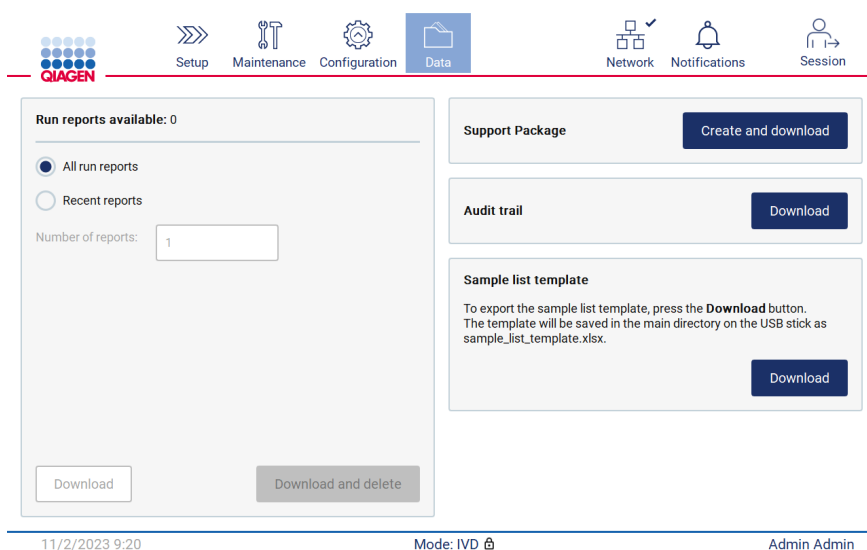 QIAGEN
Setup
Maintenance
Configuration
Data
Network
Notifications
Session
Run reports available: 0
All run reports
Recent reports
Number of reports:
1
Download
Download and delete
Support Package
Create and download
Audit trail
Download
Sample list template
To export the sample list template, press the Download button.
The template will be saved in the main directory on the USB stick as
sample_list_template.xlsx.
Download
11/2/2023 9:20
Mode: IVD
Admin Admin